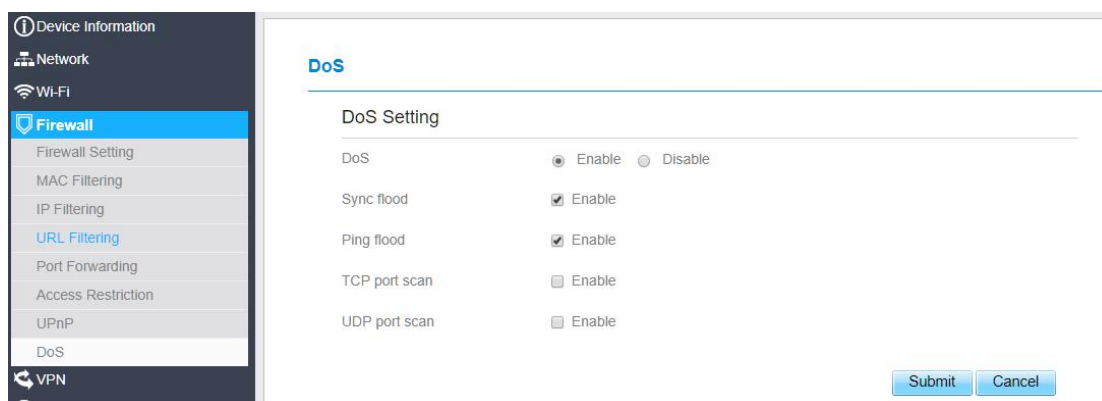 Device Information
Network
Wi-Fi
Firewall
Firewall Setting
MAC Filtering
IP Filtering
URL Filtering
Port Forwarding
Access Restriction
UPnP
DoS
VPN
DoS
DoS Setting
DoS Enable Disable
Sync flood Enable
Ping flood Enable
TCP port scan Enable
UDP port scan Enable
Submit Cancel